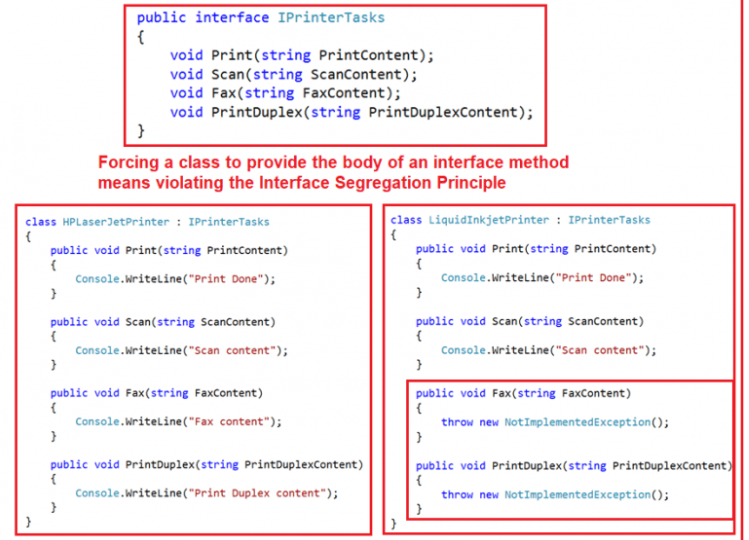 public interface IPrinterTasks
{
void Print(string PrintContent);
void Scan(string ScanContent);
void Fax(string FaxContent);
void PrintDuplex(string PrintDuplexContent);
}
Forcing a class to provide the body of an interface method
means violating the Interface Segregation Principle
class HPLaserJetPrinter : IPrinterTasks
{
public void Print(string PrintContent)
{
Console.WriteLine("Print Done");
}
public void Scan(string ScanContent)
{
Console.WriteLine("Scan content");
}
public void Fax(string FaxContent)
{
Console.WriteLine("Fax content");
}
public void PrintDuplex(string PrintDuplexContent)
{
Console.WriteLine("Print Duplex content");
}
}
class LiquidInkjetPrinter : IPrinterTasks
{
public void Print(string PrintContent)
{
Console.WriteLine("Print Done");
}
public void Scan(string ScanContent)
{
Console.WriteLine("Scan content");
}
public void Fax(string FaxContent)
{
throw new NotImplementedException();
}
public void PrintDuplex(string PrintDuplexContent)
{
throw new NotImplementedException();
}
}